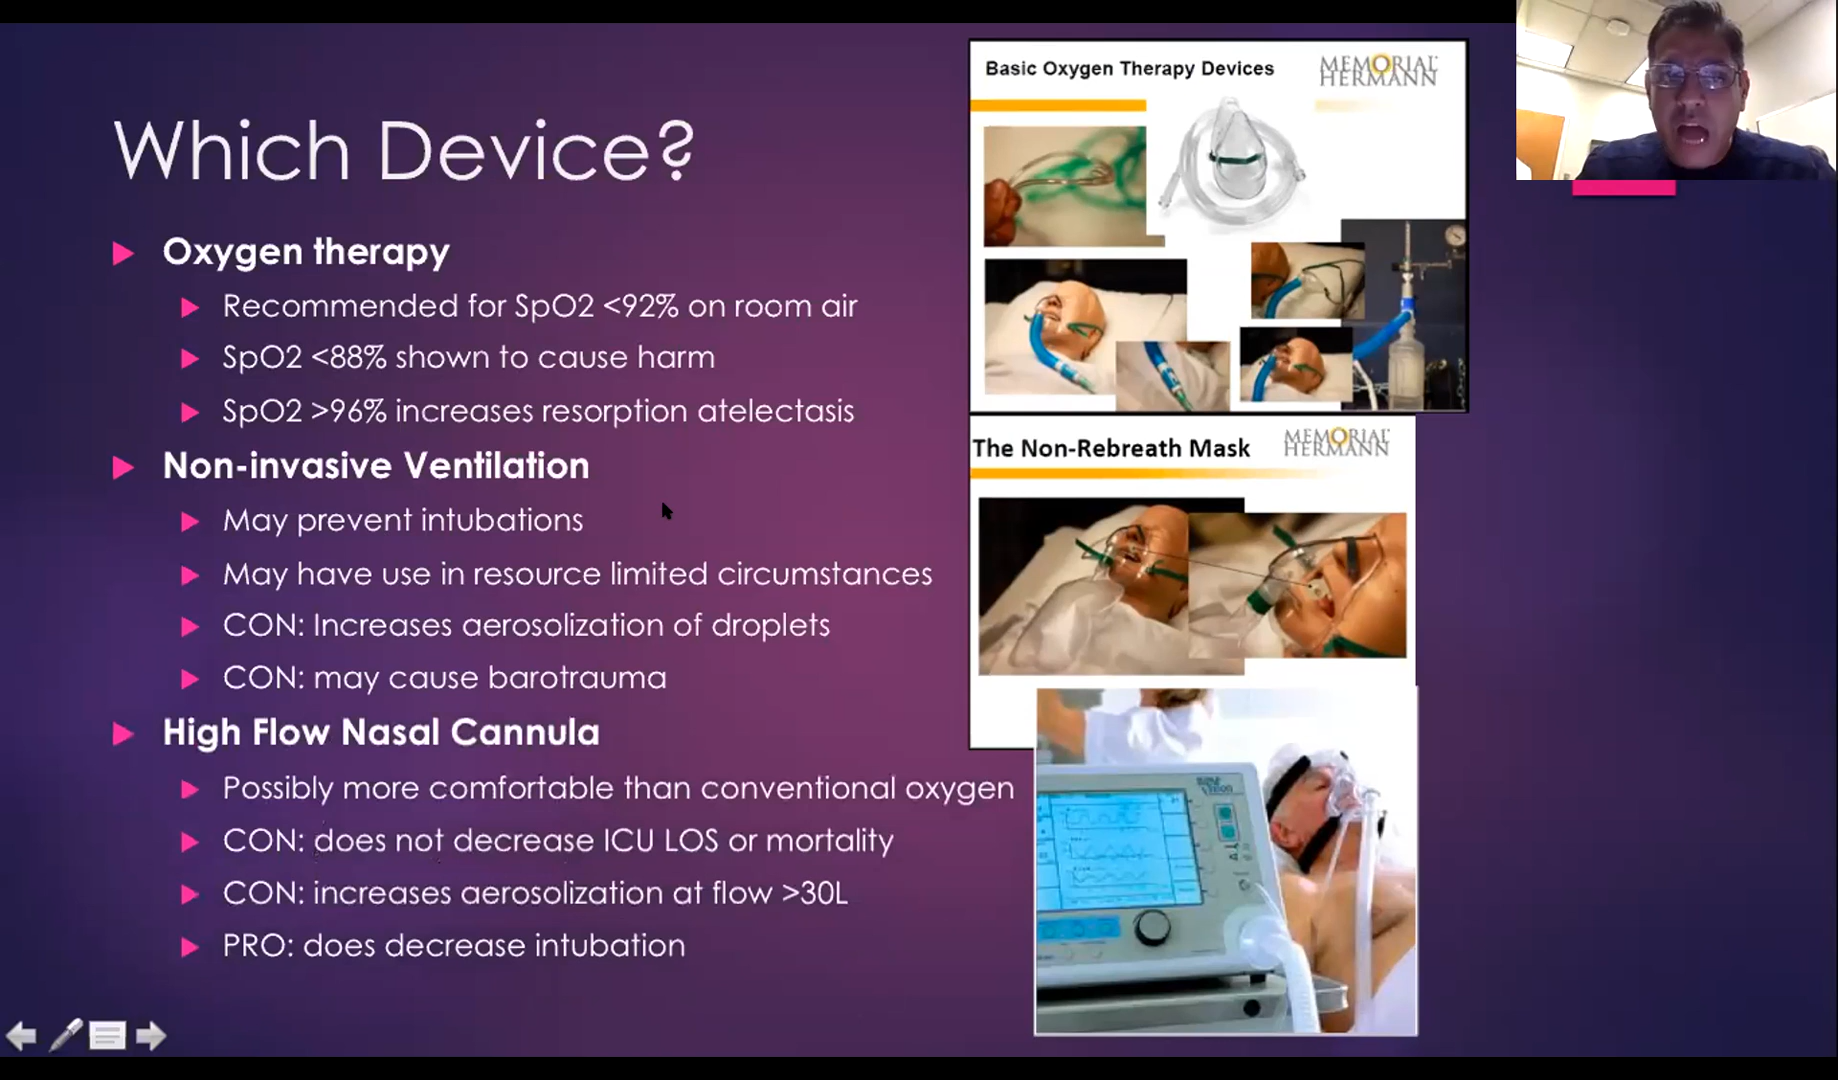 Which Device?
Oxygen therapy
Recommended for SpO2 <92% on room air
SpO2 <88% shown to cause harm
SpO2 >96% increases resorption atelectasis
Non-invasive Ventilation
May prevent intubations
May have use in resource limited circumstances
CON: Increases aerosolization of droplets
CON: may cause barotrauma
High Flow Nasal Cannula
Possibly more comfortable than conventional oxygen
CON: does not decrease ICU LOS or mortality
CON: increases aerosolization at flow >30L
PRO: does decrease intubation
Basic Oxygen Therapy Devices
MEMORIAL
HERMANN
The Non-Rebreath Mask
MEMORIAL
HERMANN